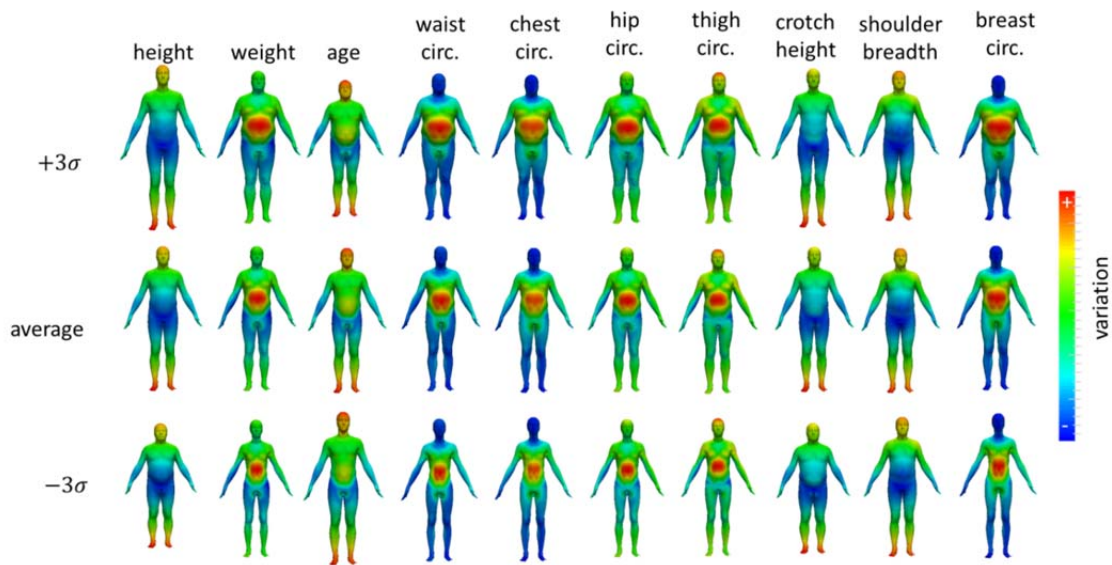 height weight age waist circ. chest circ. hip circ. thigh circ. crotch height shoulder breadth breast circ.
+3σ
average
−3σ
+
variation
-